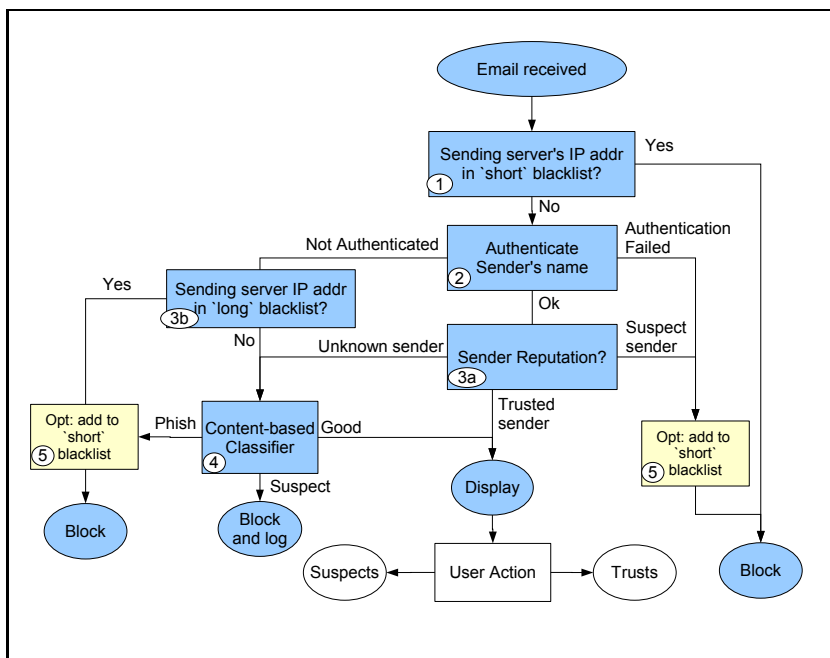 Email received
Sending server's IP addr
in `short` blacklist?
1
Yes
No
Authentication
Failed
Not Authenticated
Authenticate
Sender's name
2
Yes
Sending server IP addr
in `long` blacklist?
3b
Ok
No
Unknown sender
Sender Reputation?
3a
Suspect
sender
Trusted
sender
Opt: add to
`short`
blacklist
5
Phish
Content-based
Classifier
4
Good
Opt: add to
`short`
blacklist
5
Suspect
Display
Block
Block
and log
Suspects
User Action
Trusts
Block